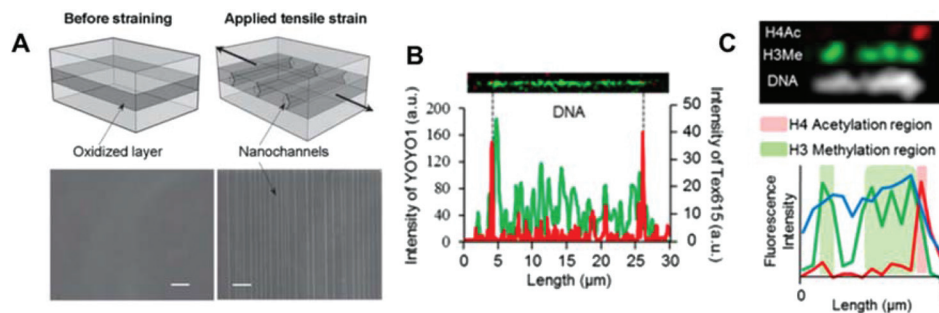 A
Before straining
Applied tensile strain
Oxidized layer
Nanochannels
B
Intensity of YOYO1 (a.u.)
200
160
120
80
40
0
DNA
50
40
30
20
10
0
Intensity of Tex615 (a.u.)
0 5 10 15 20 25 30
Length (µm)
C
H4Ac
H3Me
DNA
H4 Acetylation region
H3 Methylation region
Fluorescence
Intensity
0
Length (µm)